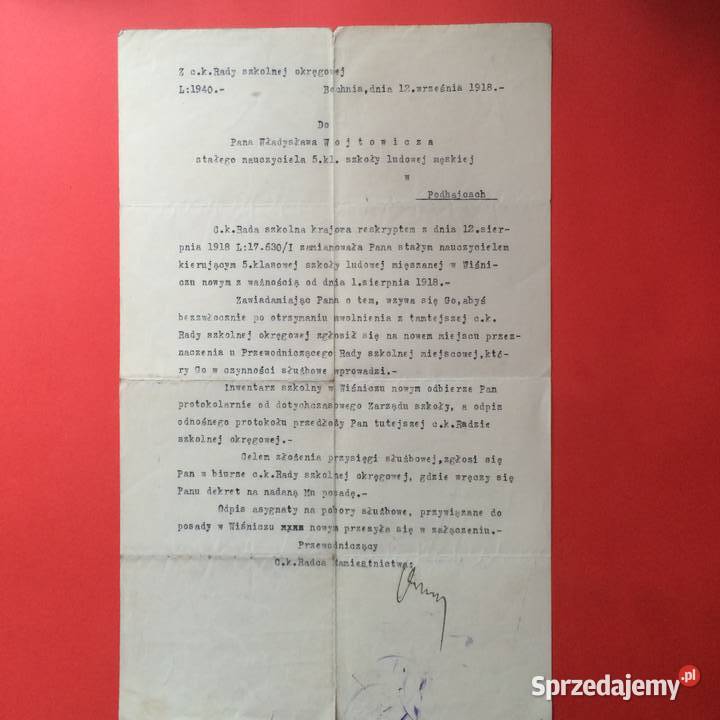 Z c.k.Rady szkolnej okręgowej
L:1940.- Bochnia,dnia 12.września 1918.-
Do
Pana Władysława Wojtowicza
stałego nauczyciela 5.kl. szkoły ludowej męskiej
w
Podhajcach
C.k.Rada szkolna krajowa reskryptem z dnia 12.sier-
pnia 1918 L:17.630/I zamianowała Pana stałym nauczycielem
kierującym 5.klasowej szkoły ludowej mięszanej w Wiśni-
czu nowym z ważnością od dnia 1.sierpnia 1918.-
Zawiadamiając Pana o tem, wzywa się Go,abyś
bezzwłocznie po otrzymaniu uwolnienia z tamtejszej c.k.
Rady szkolnej okręgowej zgłosił się na nowem miejscu przez-
naczenia u Przewodniczącego Rady szkolnej miejscowej,któ-
ry Go w czynności służbowe wprowadzi.-
Inwentarz szkolny w Wiśniczu nowym odbierze Pan
protokolarnie od dotychczasowego Zarządu szkoły, a odpis
odnośnego protokołu przedłoży Pan tutejszej c.k.Radzie
szkolnej okręgowej.-
Celem złożenia przysięgi służbowej,zgłosi się
Pan w biurze c.k.Rady szkolnej okręgowej, gdzie wręczy się
Panu dekret na nadaną Mu posadę.-
Odpis asygnaty na pobory służbowe, przywiązane do
posady w Wiśniczu xxxx nowym przesyła się w załączeniu.-
Przewodniczący
C.k.Radca Namiestnictwa:
Sprzedajemy.pl